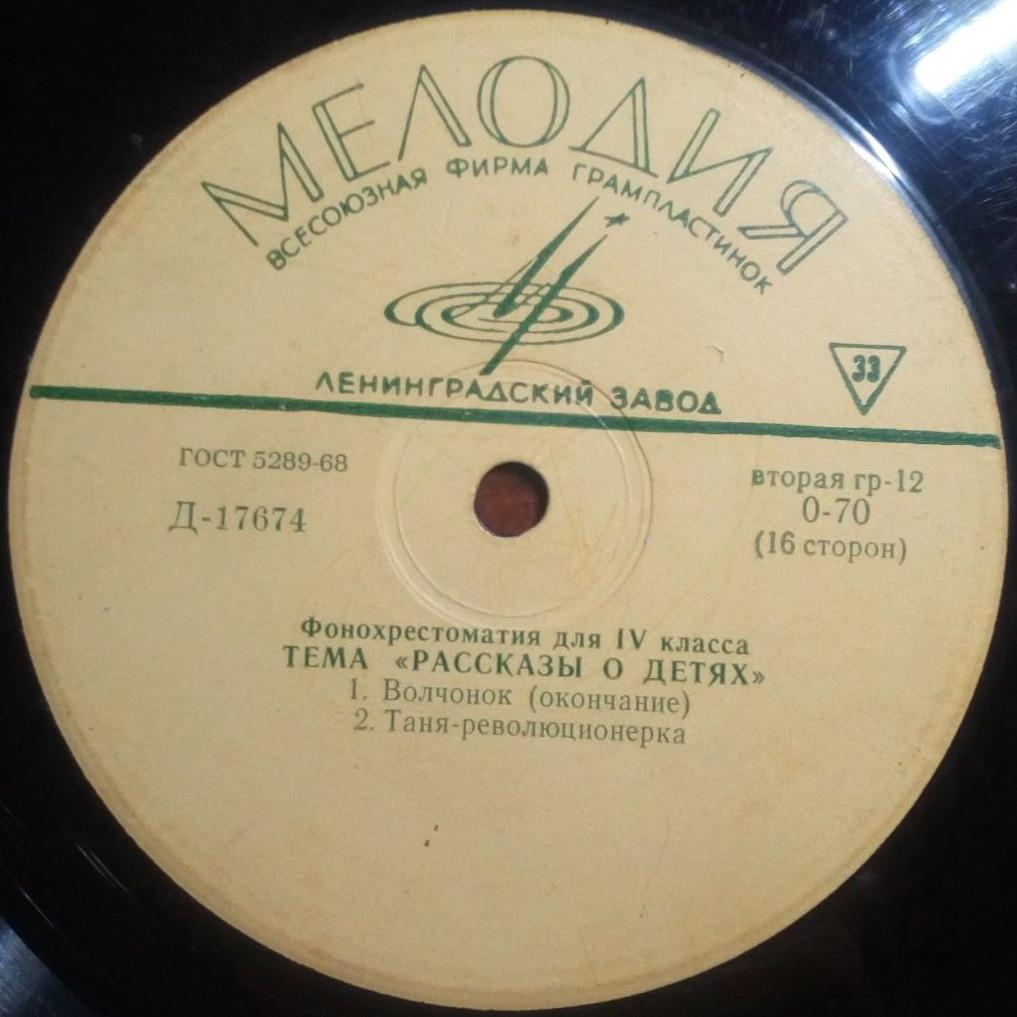 МЕЛОДИЯ
ВСЕСОЮЗНАЯ ФИРМА ГРАМПЛАСТИНОК
33
ЛЕНИНГРАДСКИЙ ЗАВОД
ГОСТ 5289-68
вторая гр-12
Д-17674
0-70
(16 сторон)
Фонохрестоматия для IV класса
ТЕМА «РАССКАЗЫ О ДЕТЯХ»
1. Волчонок (окончание)
2. Таня-революционерка